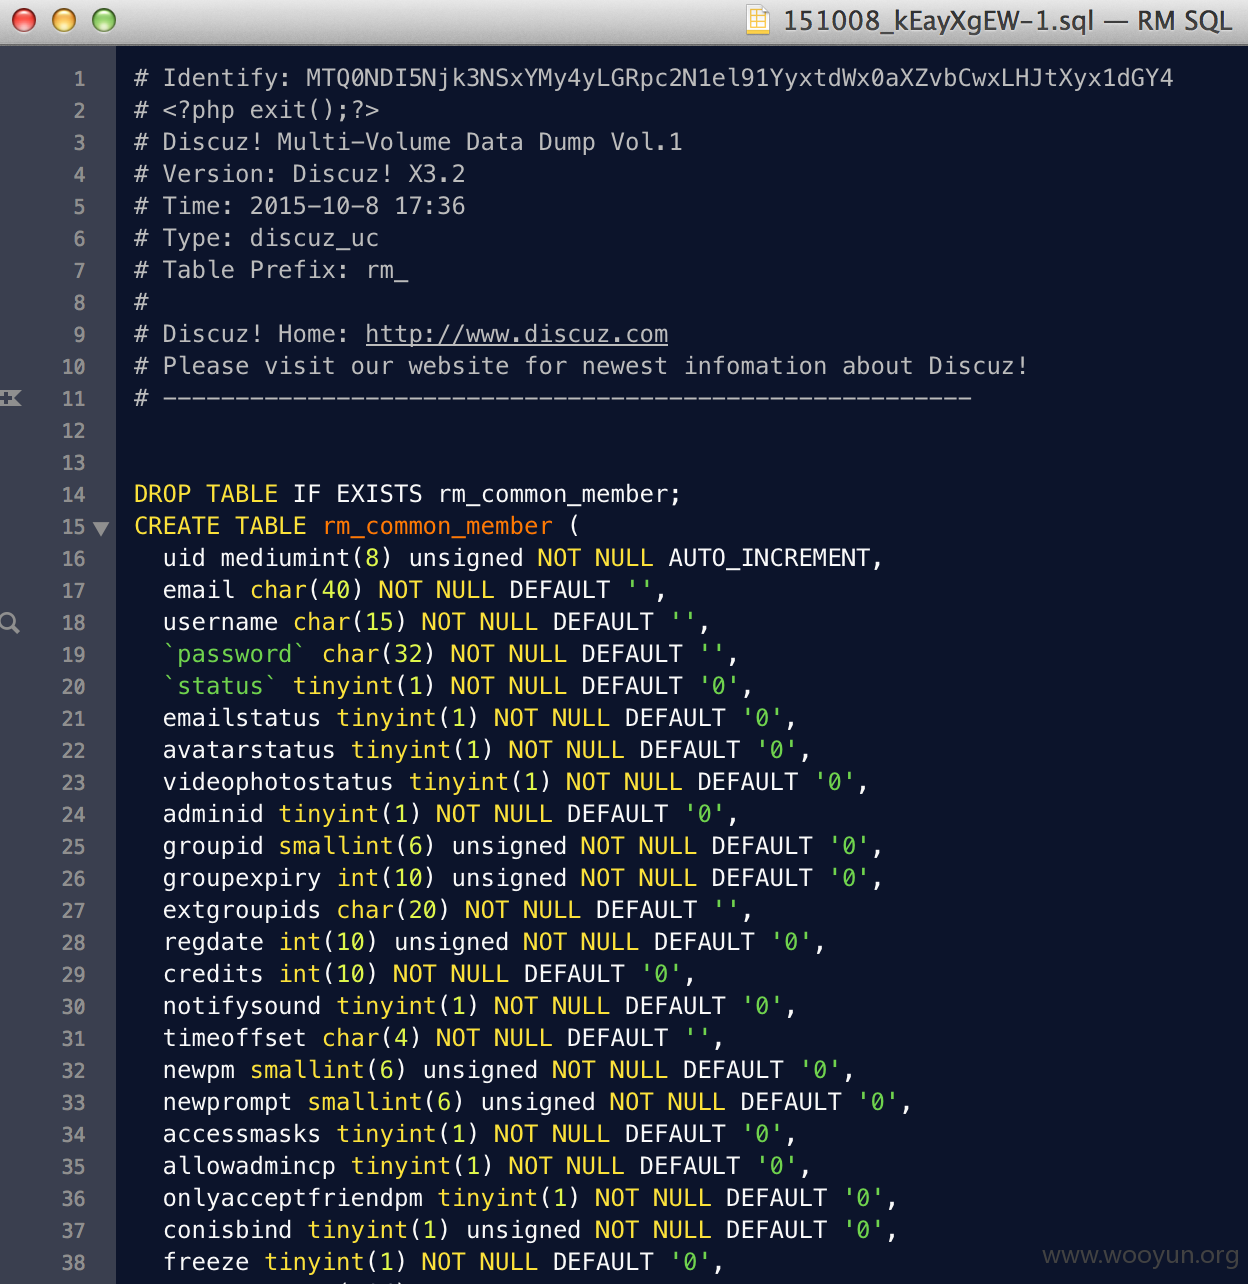 151008_kEayXgEW-1.sql — RM SQL
1 # Identify: MTQ0NDI5Njk3NSxYMy4yLGRpc2N1el91YyxtdWx0aXZvbCwxLHJtXyx1dGY4
2 # <?php exit();?>
3 # Discuz! Multi-Volume Data Dump Vol.1
4 # Version: Discuz! X3.2
5 # Time: 2015-10-8 17:36
6 # Type: discuz_uc
7 # Table Prefix: rm_
8 #
9 # Discuz! Home: http://www.discuz.com
10 # Please visit our website for newest infomation about Discuz!
11 # --------------------------------------------------------
12
13
14 DROP TABLE IF EXISTS rm_common_member;
15 CREATE TABLE rm_common_member (
16 uid mediumint(8) unsigned NOT NULL AUTO_INCREMENT,
17 email char(40) NOT NULL DEFAULT '',
18 username char(15) NOT NULL DEFAULT '',
19 `password` char(32) NOT NULL DEFAULT '',
20 `status` tinyint(1) NOT NULL DEFAULT '0',
21 emailstatus tinyint(1) NOT NULL DEFAULT '0',
22 avatarstatus tinyint(1) NOT NULL DEFAULT '0',
23 videophotostatus tinyint(1) NOT NULL DEFAULT '0',
24 adminid tinyint(1) NOT NULL DEFAULT '0',
25 groupid smallint(6) unsigned NOT NULL DEFAULT '0',
26 groupexpiry int(10) unsigned NOT NULL DEFAULT '0',
27 extgroupids char(20) NOT NULL DEFAULT '',
28 regdate int(10) unsigned NOT NULL DEFAULT '0',
29 credits int(10) NOT NULL DEFAULT '0',
30 notifysound tinyint(1) NOT NULL DEFAULT '0',
31 timeoffset char(4) NOT NULL DEFAULT '',
32 newpm smallint(6) unsigned NOT NULL DEFAULT '0',
33 newprompt smallint(6) unsigned NOT NULL DEFAULT '0',
34 accessmasks tinyint(1) NOT NULL DEFAULT '0',
35 allowadmincp tinyint(1) NOT NULL DEFAULT '0',
36 onlyacceptfriendpm tinyint(1) NOT NULL DEFAULT '0',
37 conisbind tinyint(1) unsigned NOT NULL DEFAULT '0',
38 freeze tinyint(1) NOT NULL DEFAULT '0',
www.wooyun.org